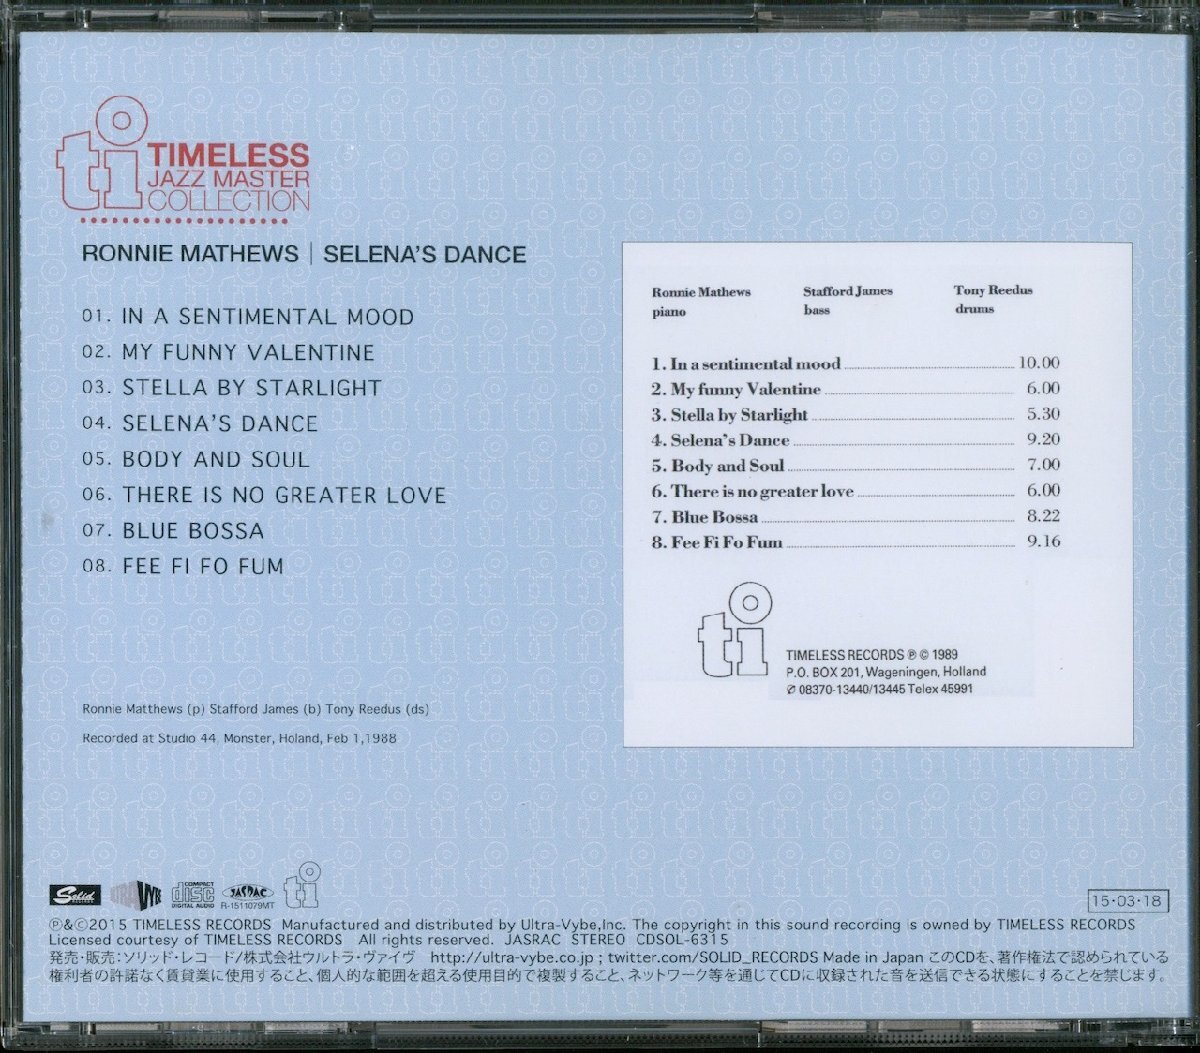 ti TIMELESS
JAZZ MASTER
COLLECTION
RONNIE MATHEWS | SELENA'S DANCE
01. IN A SENTIMENTAL MOOD
02. MY FUNNY VALENTINE
03. STELLA BY STARLIGHT
04. SELENA'S DANCE
05. BODY AND SOUL
06. THERE IS NO GREATER LOVE
07. BLUE BOSSA
08. FEE FI FO FUM
Ronnie Matthews (p) Stafford James (b) Tony Reedus (ds)
Recorded at Studio 44, Monster, Holand, Feb 1,1988
Ronnie Mathews Stafford James Tony Reedus
piano bass drums
1. In a sentimental mood 10.00
2. My funny Valentine 6.00
3. Stella by Starlight 5.30
4. Selena's Dance 9.20
5. Body and Soul 7.00
6. There is no greater love 6.00
7. Blue Bossa 8.22
8. Fee Fi Fo Fum 9.16
ti
TIMELESS RECORDS ℗ © 1989
P.O. BOX 201, Wageningen, Holland
✆ 08370-13440/13445 Telex 45991
Solid RECORDS ULTRA VYBE COMPACT disc DIGITAL AUDIO JASRAC R-1511079MT ti
15・03・18
℗&©2015 TIMELESS RECORDS Manufactured and distributed by Ultra-Vybe,Inc. The copyright in this sound recording is owned by TIMELESS RECORDS
Licensed courtesy of TIMELESS RECORDS All rights reserved. JASRAC STEREO CDSOL-6315
発売・販売:ソリッド・レコード/株式会社ウルトラ・ヴァイヴ http://ultra-vybe.co.jp ; twitter.com/SOLID_RECORDS Made in Japan このCDを、著作権法で認められている
権利者の許諾なく賃貸業に使用すること、個人的な範囲を超える使用目的で複製すること、ネットワーク等を通じてCDに収録された音を送信できる状態にすることを禁じます。